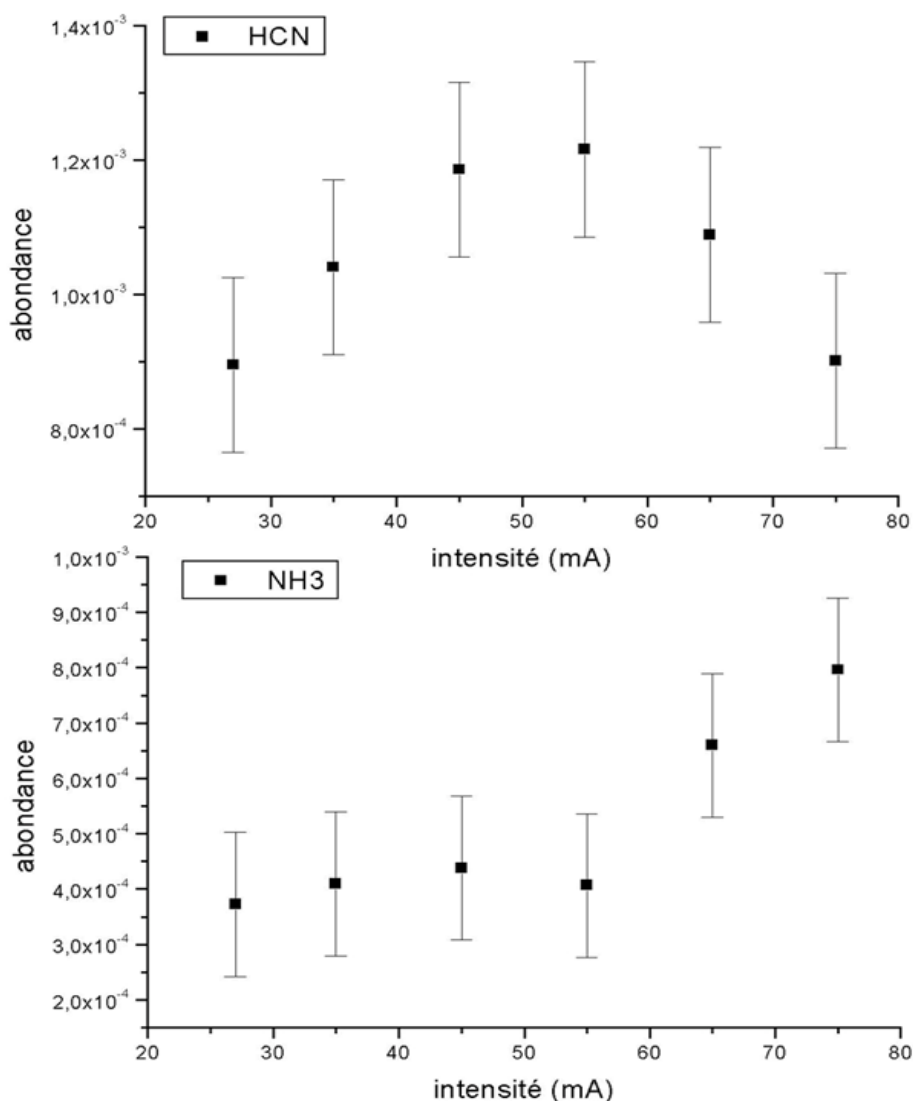 1,4x10⁻³
HCN
1,2x10⁻³
1,0x10⁻³
8,0x10⁻⁴
abondance
20 30 40 50 60 70 80
intensité (mA)
1,0x10⁻³
NH3
9,0x10⁻⁴
8,0x10⁻⁴
7,0x10⁻⁴
6,0x10⁻⁴
5,0x10⁻⁴
4,0x10⁻⁴
3,0x10⁻⁴
2,0x10⁻⁴
abondance
20 30 40 50 60 70 80
intensité (mA)